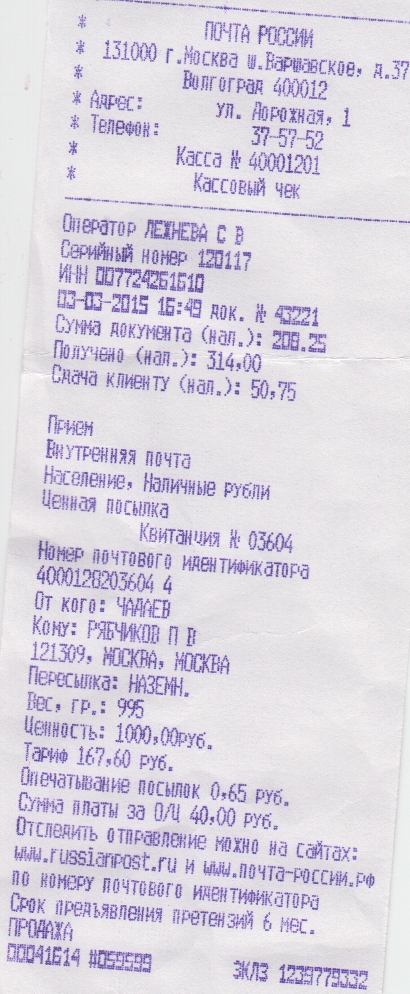 * ПОЧТА РОССИИ
* 131000 г.Москва ш.Варшавское, д.37
* Волгоград 400012
* Адрес: ул. Дорожная, 1
* Телефон: 37-57-52
* Касса № 40001201
* Кассовый чек
Оператор ЛЕЖНЕВА С В
Серийный номер 120117
ИНН 007724261610
03-03-2015 16:49 док. № 43221
Сумма документа (нал.): 208.25
Получено (нал.): 314,00
Сдача клиенту (нал.): 50,75
Прием
Внутренняя почта
Население, Наличные рубли
Ценная посылка
Квитанция № 03604
Номер почтового идентификатора
4000128203604 4
От кого: ЧАДАЕВ
Кому: РЯБЧИКОВ П В
121309, МОСКВА, МОСКВА
Пересылка: НАЗЕМН.
Вес, гр.: 995
Ценность: 1000,00руб.
Тариф 167,60 руб.
Опечатывание посылок 0,65 руб.
Сумма платы за О/Ц 40,00 руб.
Отследить отправление можно на сайтах:
www.russianpost.ru и www.почта-россии.рф
по номеру почтового идентификатора
Срок предъявления претензий 6 мес.
ПРОДАЖА
00041614 #059599 ЭКЛЗ 1239779332